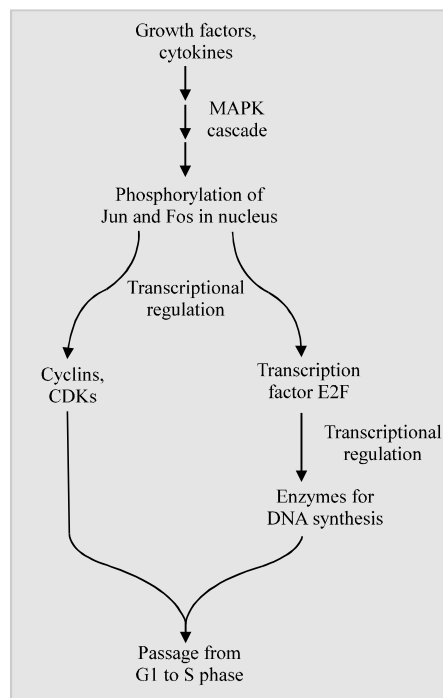 Growth factors,
cytokines
MAPK
cascade
Phosphorylation of
Jun and Fos in nucleus
Transcriptional
regulation
Cyclins,
CDKs
Transcription
factor E2F
Transcriptional
regulation
Enzymes for
DNA synthesis
Passage from
G1 to S phase